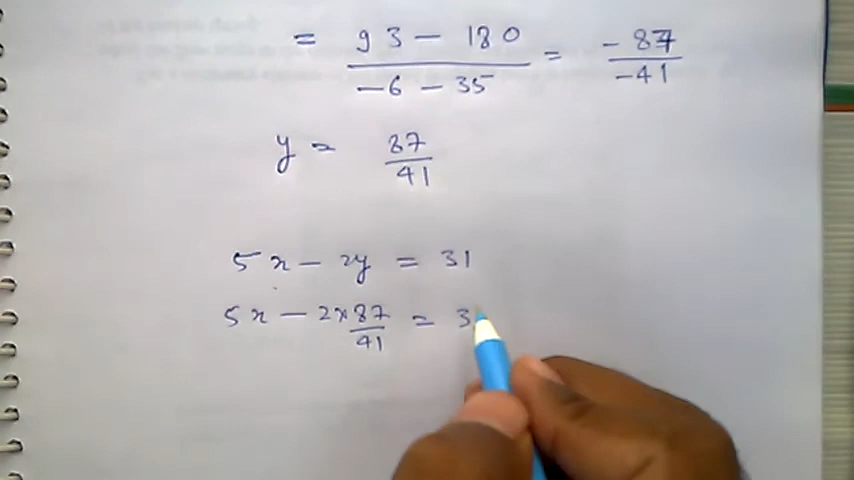 = 93 - 180 / -6 - 35 = -87 / -41
y = 87 / 41
5x - 2y = 31
5x - 2 × 87 / 41 = 3